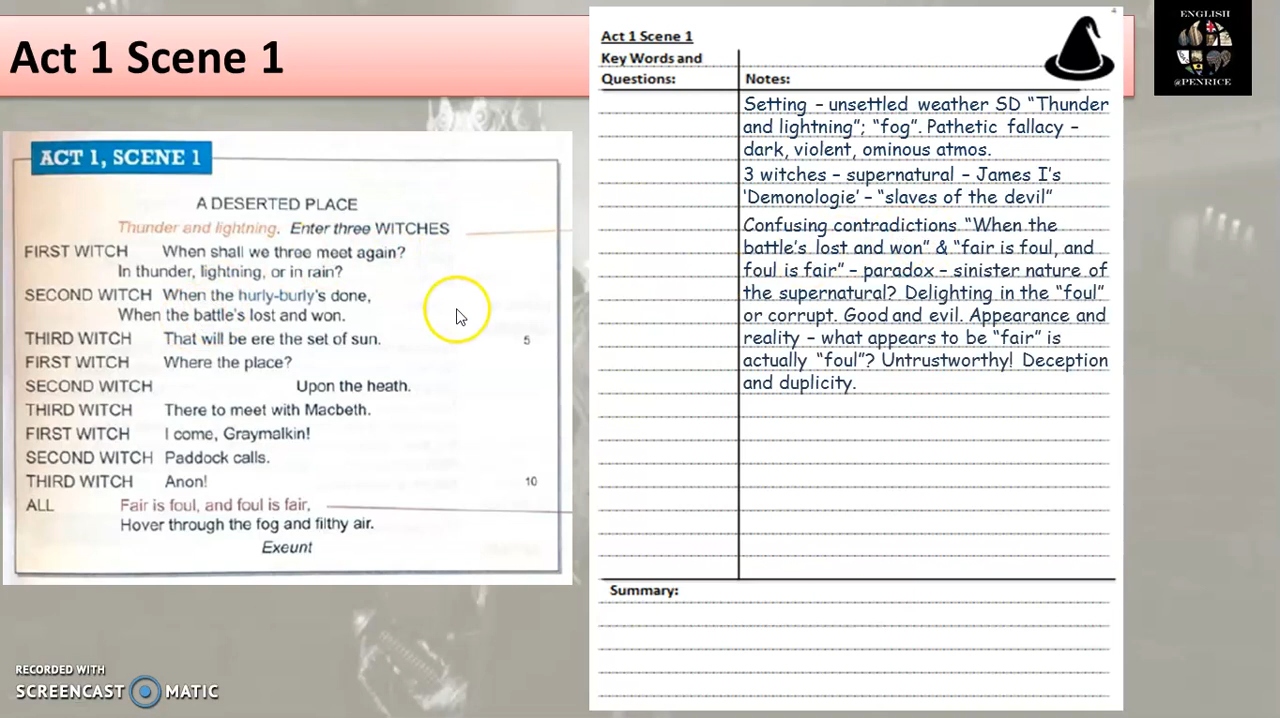 Act 1 Scene 1
ENGLISH
@PENRICE
ACT 1, SCENE 1
A DESERTED PLACE
Thunder and lightning. Enter three WITCHES
FIRST WITCH When shall we three meet again?
In thunder, lightning, or in rain?
SECOND WITCH When the hurly-burly's done,
When the battle's lost and won.
THIRD WITCH That will be ere the set of sun. 5
FIRST WITCH Where the place?
SECOND WITCH Upon the heath.
THIRD WITCH There to meet with Macbeth.
FIRST WITCH I come, Graymalkin!
SECOND WITCH Paddock calls.
THIRD WITCH Anon! 10
ALL Fair is foul, and foul is fair,
Hover through the fog and filthy air.
Exeunt
Act 1 Scene 1
Key Words and
Questions:
Notes:
Setting – unsettled weather SD "Thunder
and lightning"; "fog". Pathetic fallacy –
dark, violent, ominous atmos.
3 witches – supernatural – James I's
'Demonologie' – "slaves of the devil"
Confusing contradictions "When the
battle's lost and won" & "fair is foul, and
foul is fair" – paradox – sinister nature of
the supernatural? Delighting in the "foul"
or corrupt. Good and evil. Appearance and
reality – what appears to be "fair" is
actually "foul"? Untrustworthy! Deception
and duplicity.
Summary:
RECORDED WITH
SCREENCAST MATIC